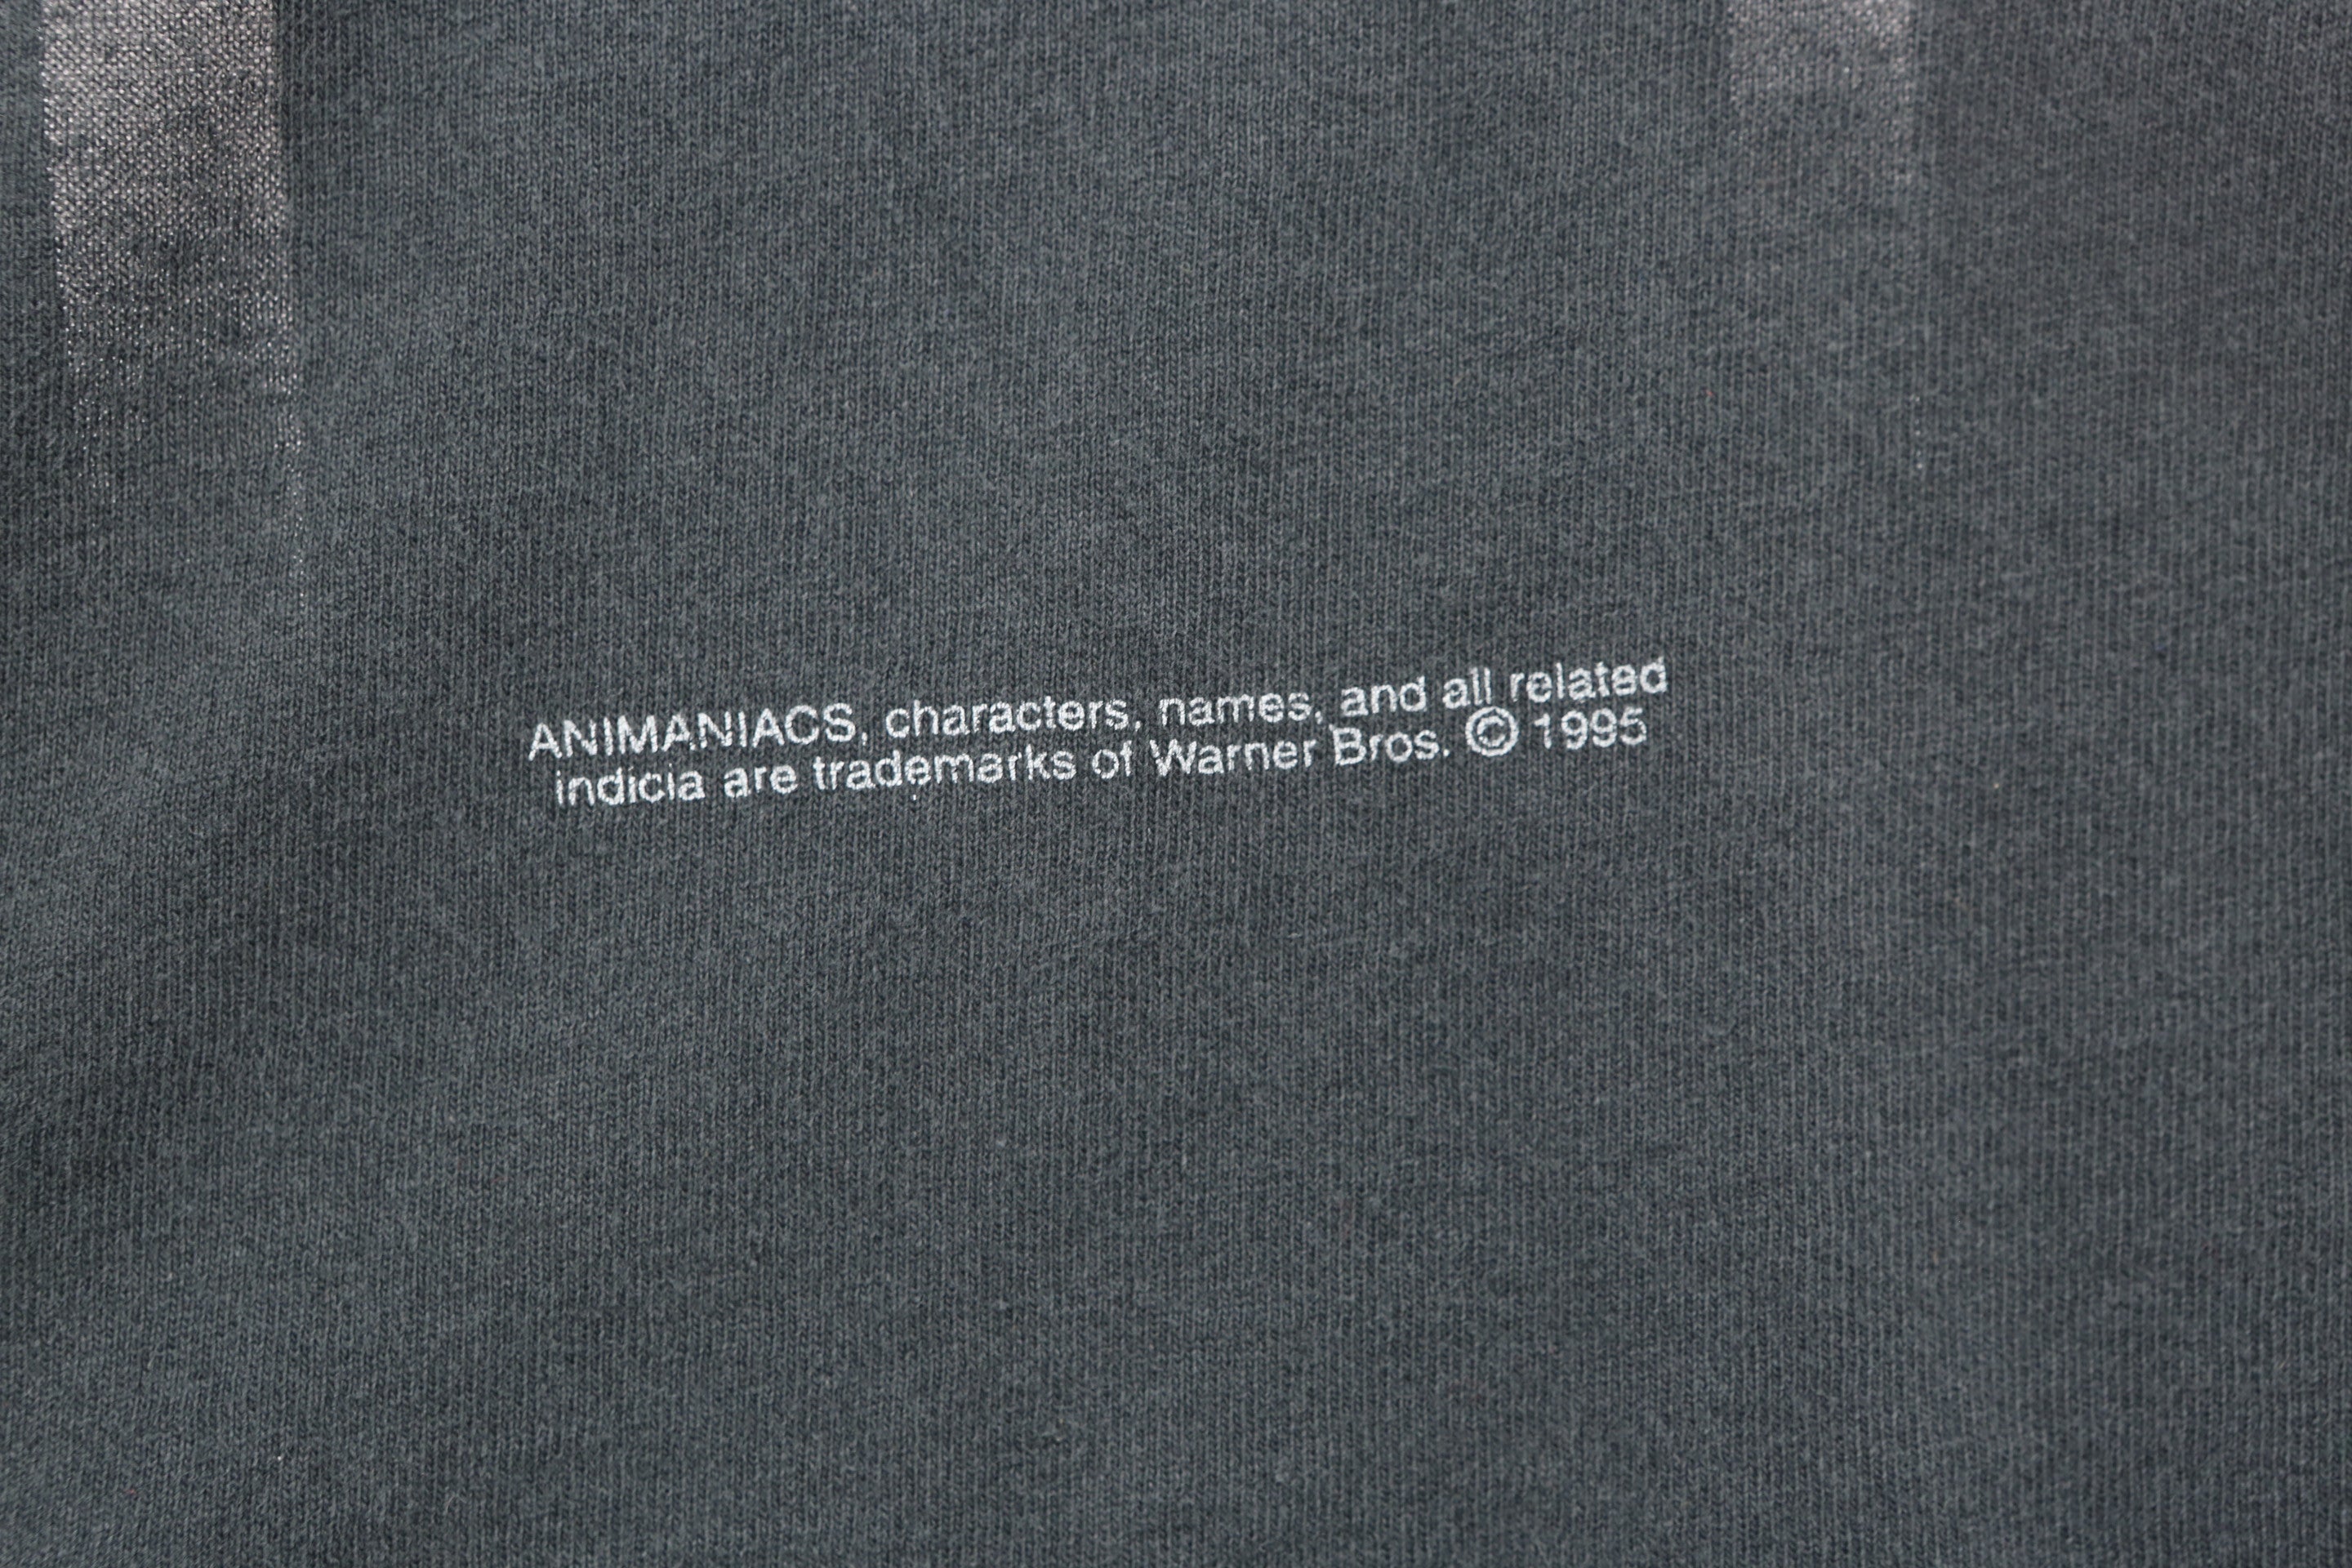 ANIMANIACS, characters, names, and all related
indicia are trademarks of Warner Bros. © 1995